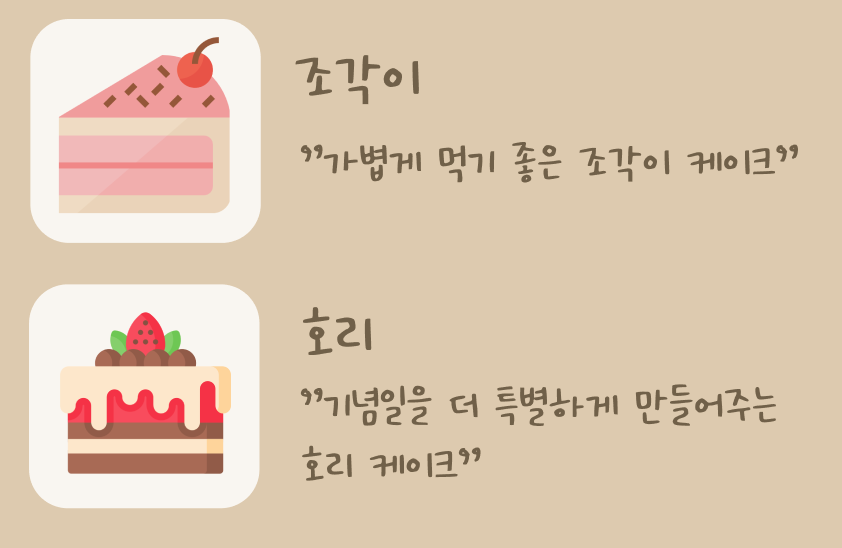 조각이
”가볍게 먹기 좋은 조각이 케이크”
호리
”기념일을 더 특별하게 만들어주는
호리 케이크”